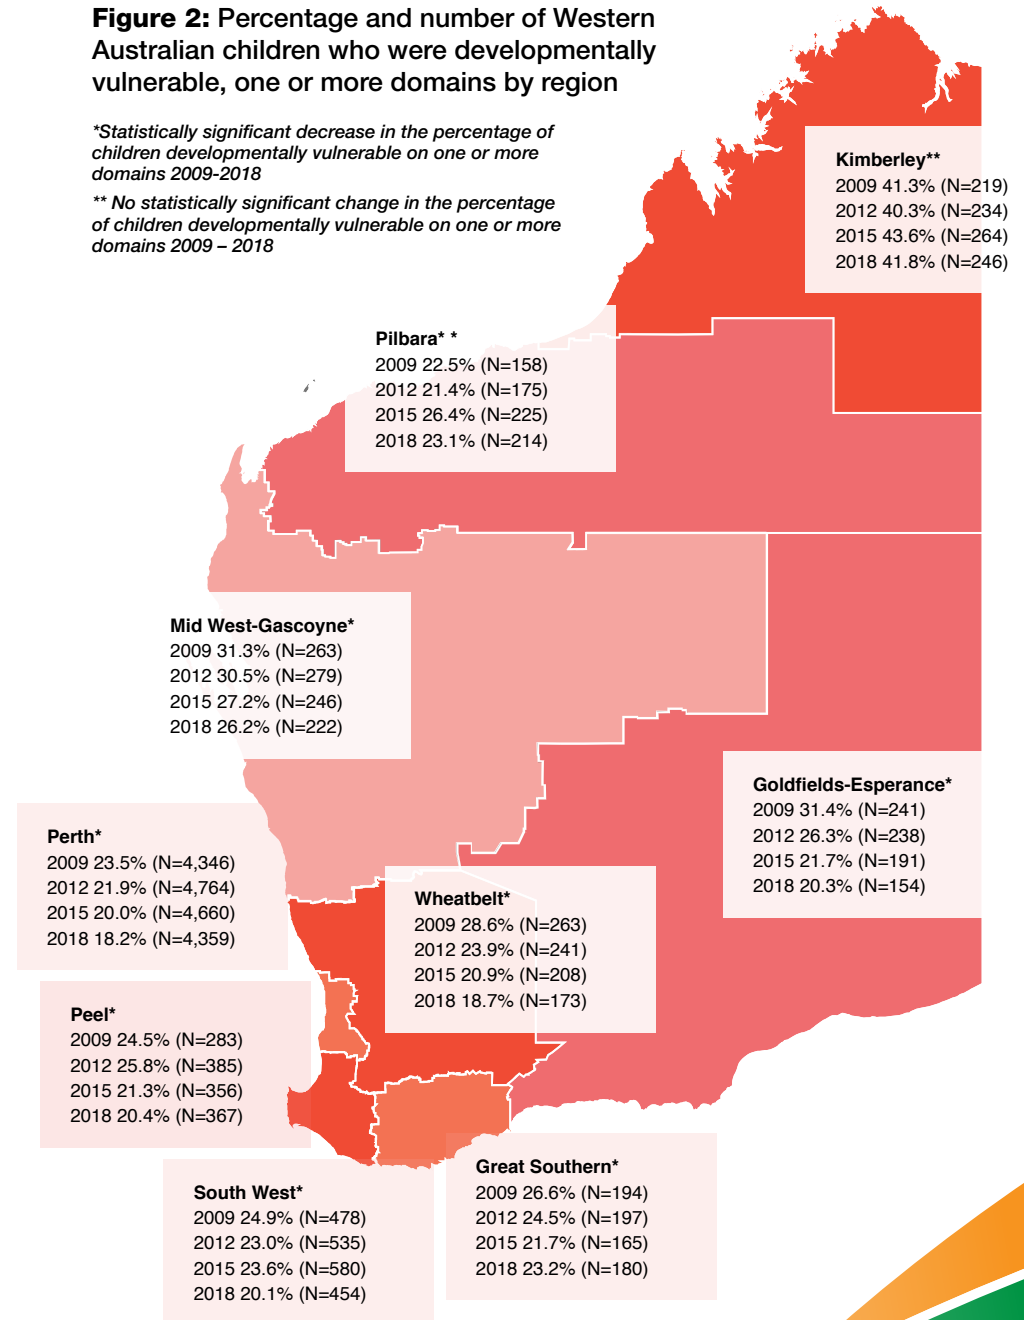 Figure 2: Percentage and number of Western
Australian children who were developmentally
vulnerable, one or more domains by region
*Statistically significant decrease in the percentage of
children developmentally vulnerable on one or more
domains 2009-2018
** No statistically significant change in the percentage
of children developmentally vulnerable on one or more
domains 2009 – 2018
Kimberley**
2009 41.3% (N=219)
2012 40.3% (N=234)
2015 43.6% (N=264)
2018 41.8% (N=246)
Pilbara* *
2009 22.5% (N=158)
2012 21.4% (N=175)
2015 26.4% (N=225)
2018 23.1% (N=214)
Mid West-Gascoyne*
2009 31.3% (N=263)
2012 30.5% (N=279)
2015 27.2% (N=246)
2018 26.2% (N=222)
Goldfields-Esperance*
2009 31.4% (N=241)
2012 26.3% (N=238)
2015 21.7% (N=191)
2018 20.3% (N=154)
Perth*
2009 23.5% (N=4,346)
2012 21.9% (N=4,764)
2015 20.0% (N=4,660)
2018 18.2% (N=4,359)
Wheatbelt*
2009 28.6% (N=263)
2012 23.9% (N=241)
2015 20.9% (N=208)
2018 18.7% (N=173)
Peel*
2009 24.5% (N=283)
2012 25.8% (N=385)
2015 21.3% (N=356)
2018 20.4% (N=367)
South West*
2009 24.9% (N=478)
2012 23.0% (N=535)
2015 23.6% (N=580)
2018 20.1% (N=454)
Great Southern*
2009 26.6% (N=194)
2012 24.5% (N=197)
2015 21.7% (N=165)
2018 23.2% (N=180)